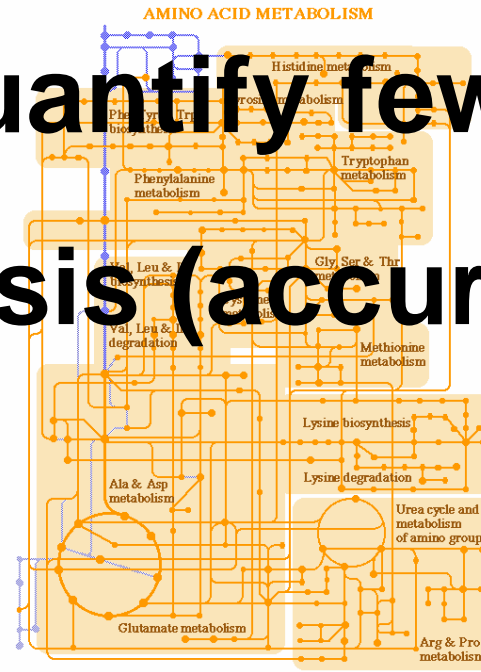 AMINO ACID METABOLISM
Histidine metabolism
uantify few
metabolism
Tryptophan
metabolism
Phenylalanine
metabolism
Gly, Ser & Thr
sis (accur
Val, Leu &
degradation
Methionine
metabolism
Lysine biosynthesis
Lysine degradation
Ala & Asp
metabolism
Urea cycle and
metabolism
of amino group
Glutamate metabolism
Arg & Pro
metabolism